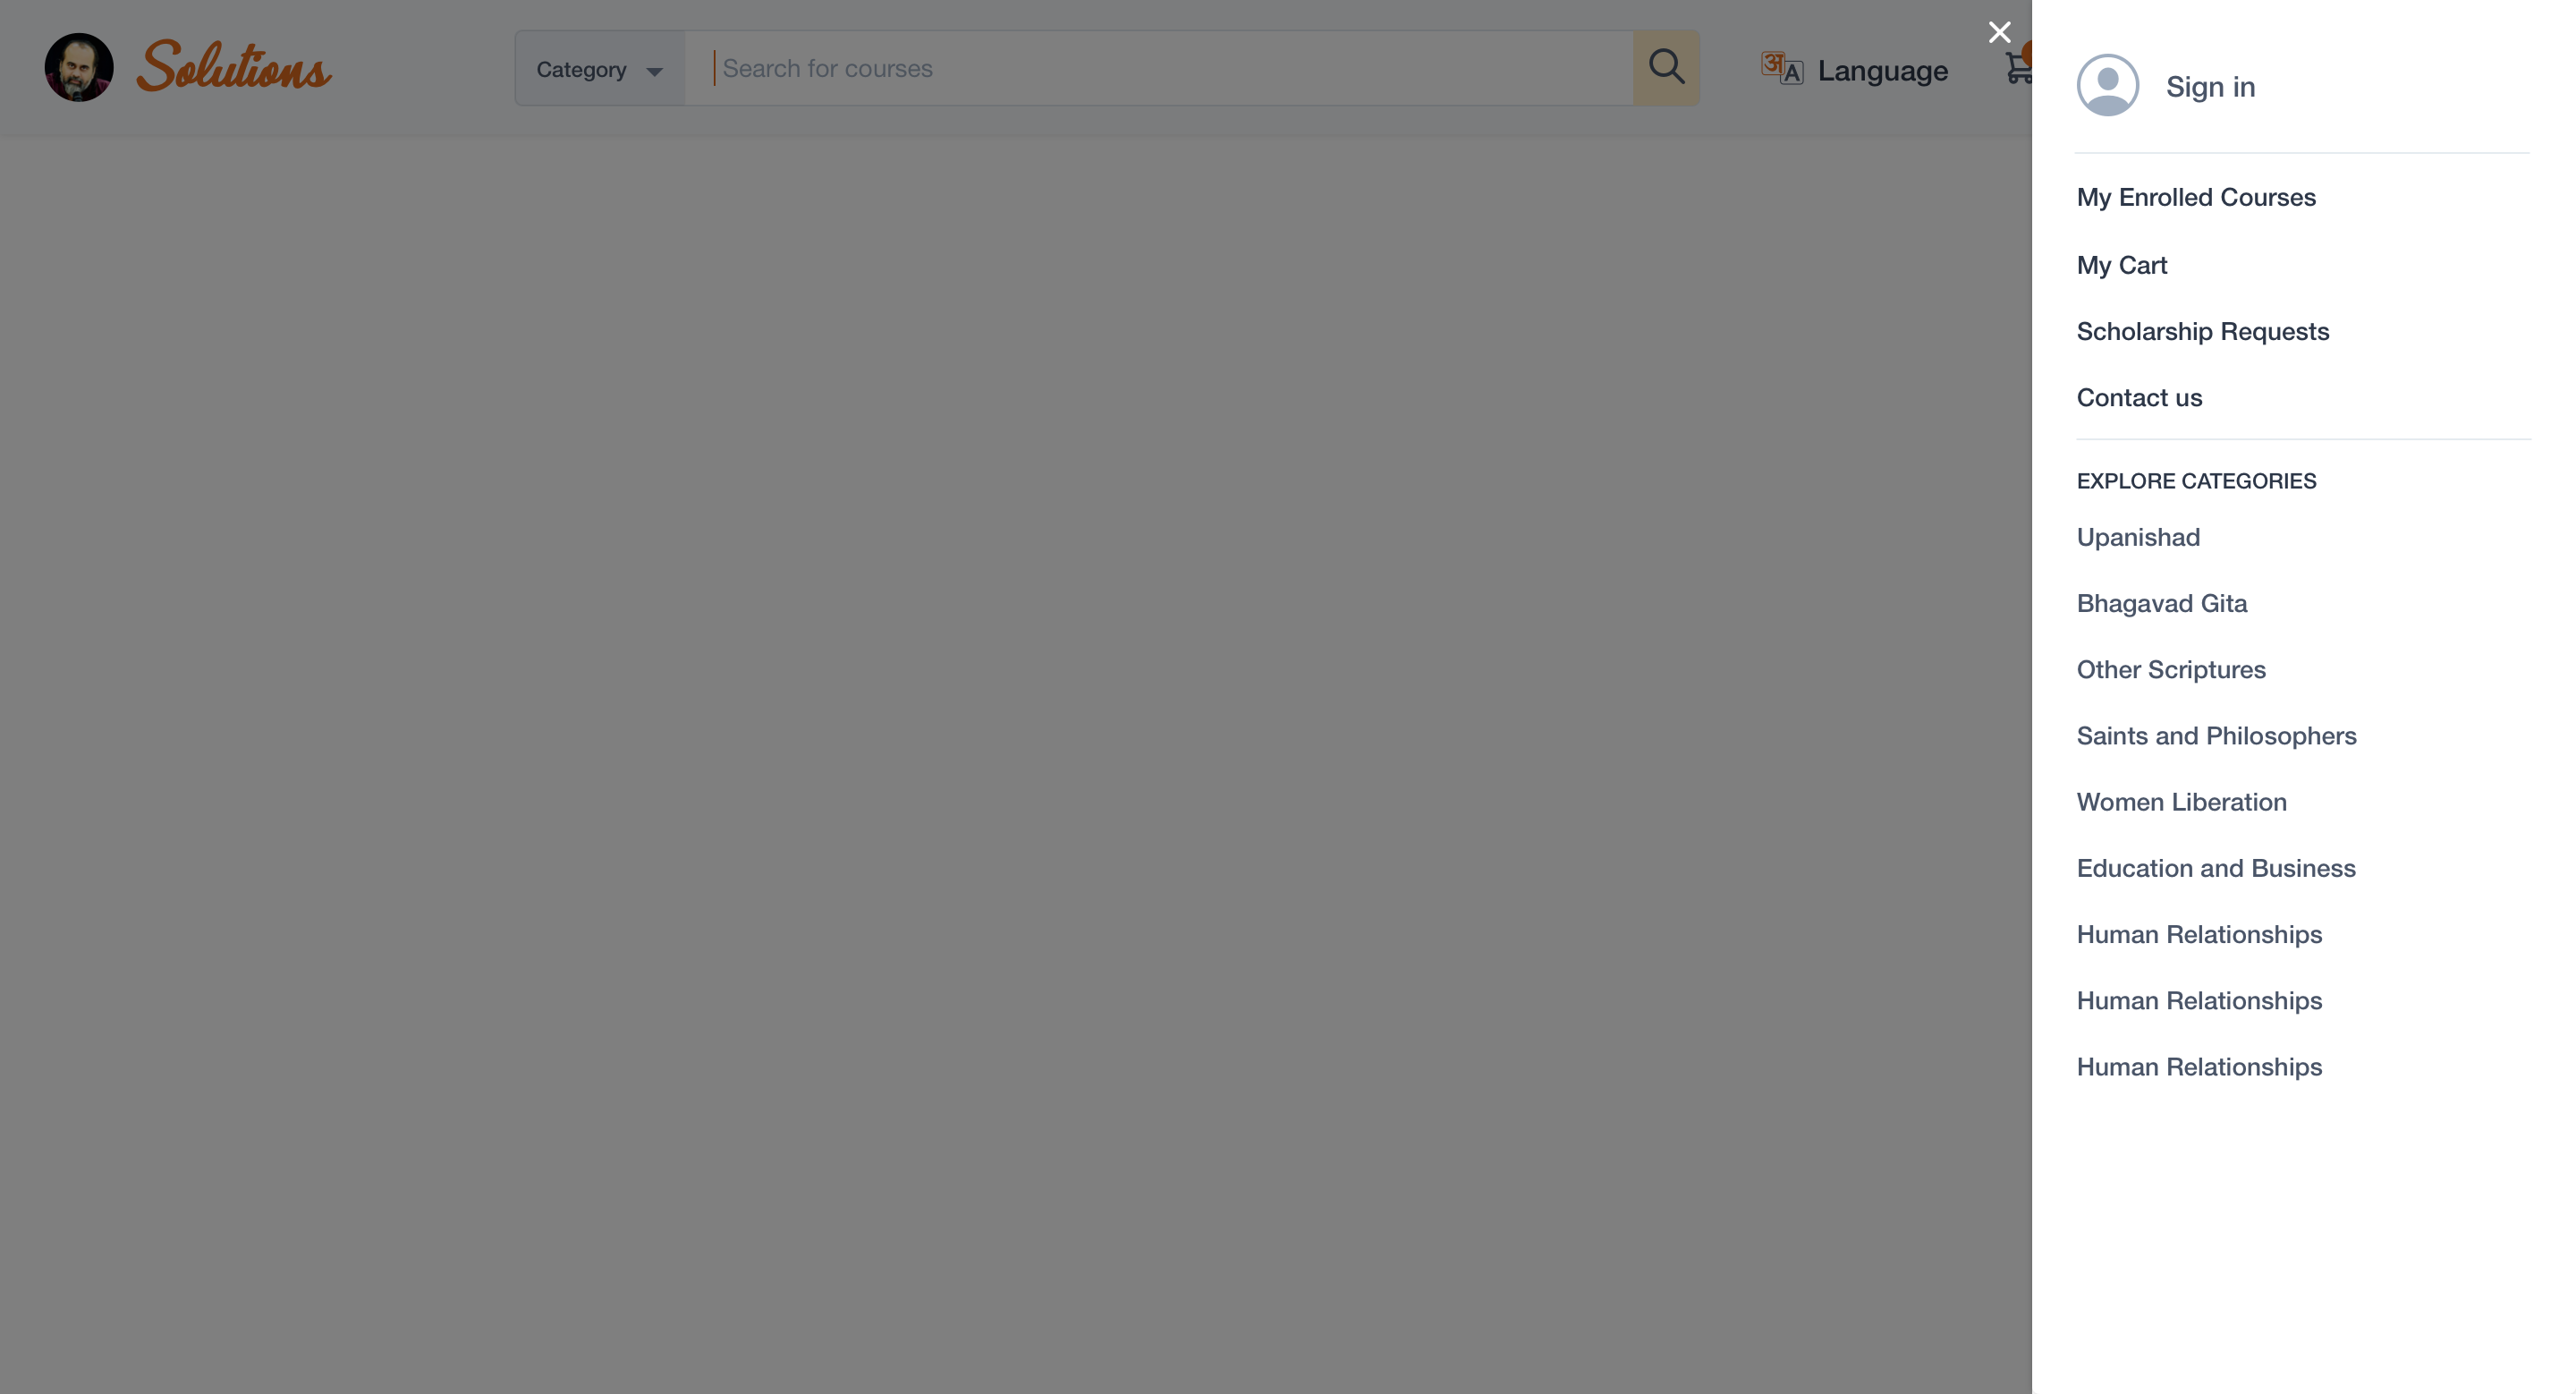 Solutions
Category
Search for courses
अ A
Language
Sign in
My Enrolled Courses
My Cart
Scholarship Requests
Contact us
EXPLORE CATEGORIES
Upanishad
Bhagavad Gita
Other Scriptures
Saints and Philosophers
Women Liberation
Education and Business
Human Relationships
Human Relationships
Human Relationships